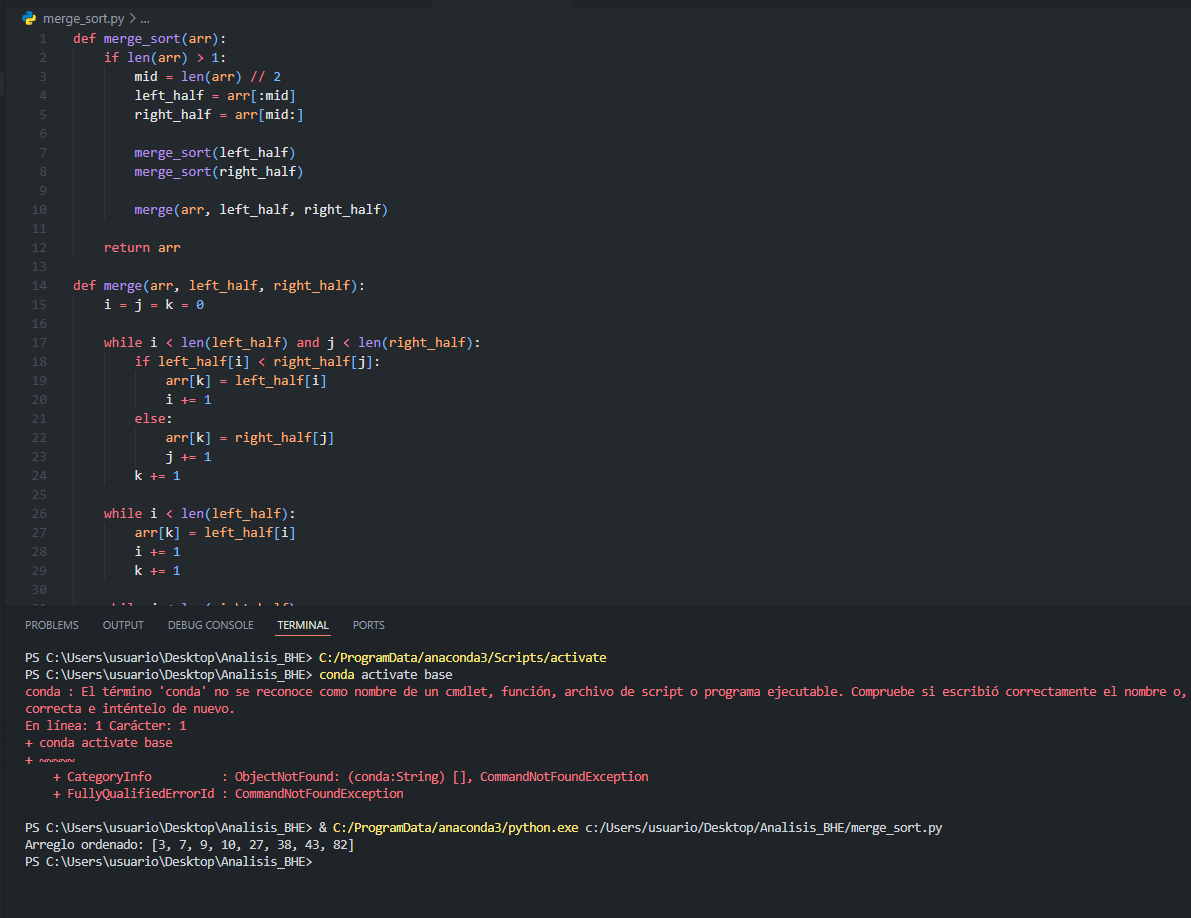 merge_sort.py > ...
1 def merge_sort(arr):
2     if len(arr) > 1:
3         mid = len(arr) // 2
4         left_half = arr[:mid]
5         right_half = arr[mid:]
6
7         merge_sort(left_half)
8         merge_sort(right_half)
9
10         merge(arr, left_half, right_half)
11
12     return arr
13
14 def merge(arr, left_half, right_half):
15     i = j = k = 0
16
17     while i < len(left_half) and j < len(right_half):
18         if left_half[i] < right_half[j]:
19             arr[k] = left_half[i]
20             i += 1
21         else:
22             arr[k] = right_half[j]
23             j += 1
24         k += 1
25
26     while i < len(left_half):
27         arr[k] = left_half[i]
28         i += 1
29         k += 1
30
PROBLEMS OUTPUT DEBUG CONSOLE TERMINAL PORTS
PS C:\Users\usuario\Desktop\Analisis_BHE> C:/ProgramData/anaconda3/Scripts/activate
PS C:\Users\usuario\Desktop\Analisis_BHE> conda activate base
conda : El término 'conda' no se reconoce como nombre de un cmdlet, función, archivo de script o programa ejecutable. Compruebe si escribió correctamente el nombre o,
correcta e inténtelo de nuevo.
En línea: 1 Carácter: 1
+ conda activate base
+ ~~~~~
    + CategoryInfo          : ObjectNotFound: (conda:String) [], CommandNotFoundException
    + FullyQualifiedErrorId : CommandNotFoundException
PS C:\Users\usuario\Desktop\Analisis_BHE> & C:/ProgramData/anaconda3/python.exe c:/Users/usuario/Desktop/Analisis_BHE/merge_sort.py
Arreglo ordenado: [3, 7, 9, 10, 27, 38, 43, 82]
PS C:\Users\usuario\Desktop\Analisis_BHE>